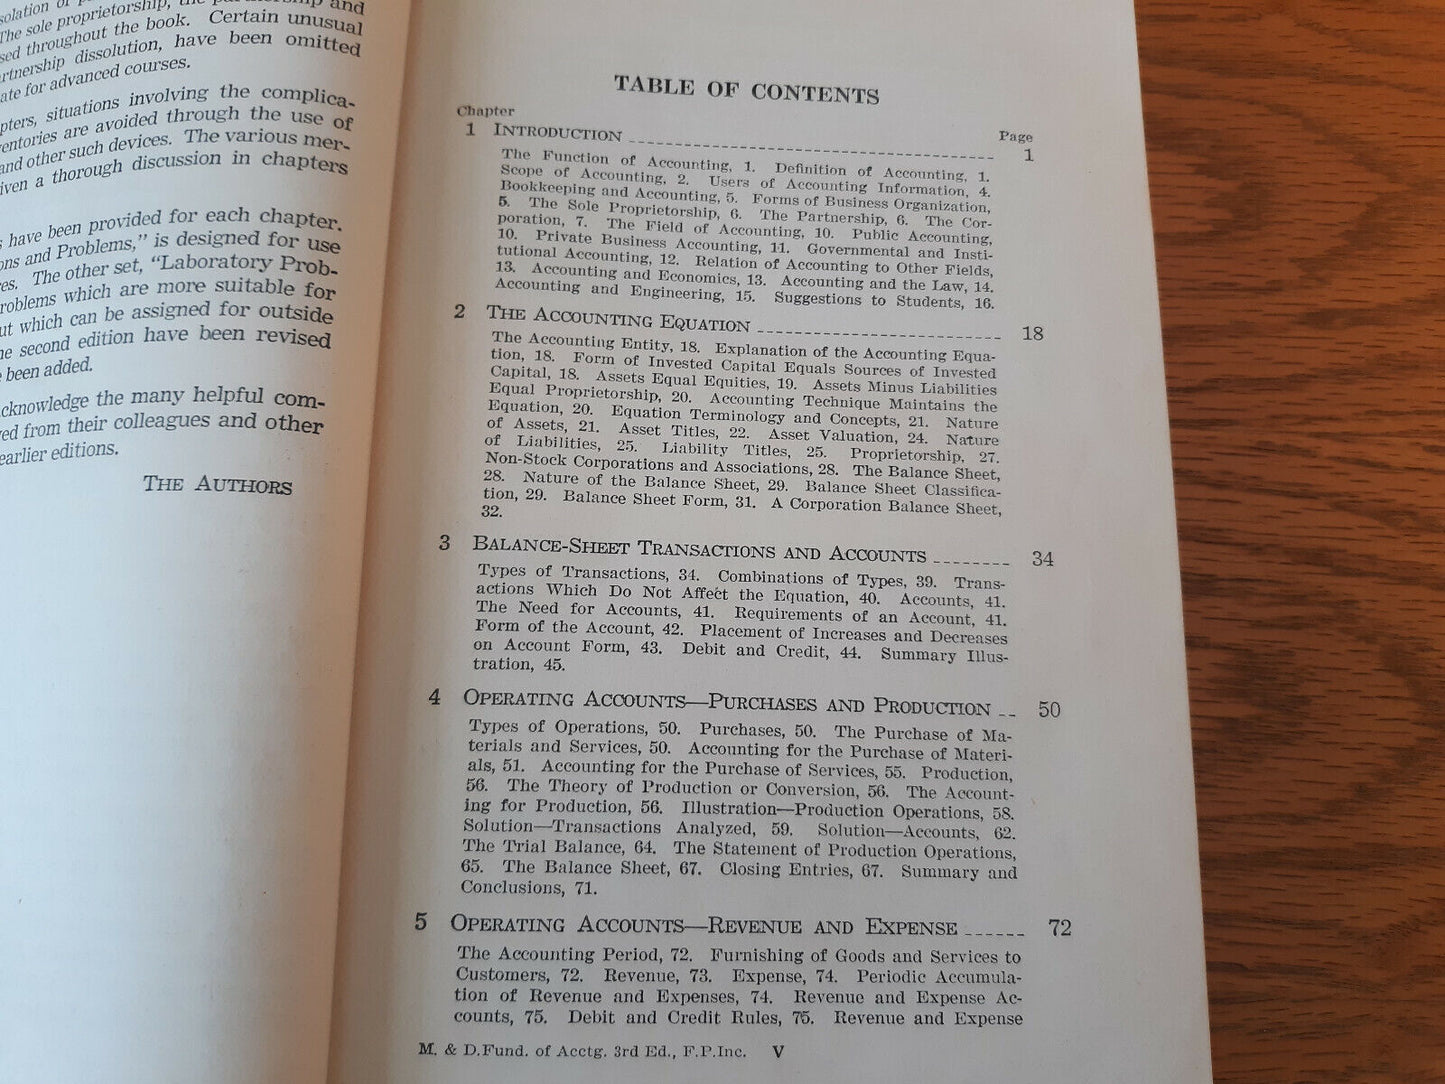 The sole proprietorship, the partnership and
sed throughout the book. Certain unusual
rtnership dissolution, have been omitted
ate for advanced courses.
pters, situations involving the complica-
entories are avoided through the use of
and other such devices. The various mer-
iven a thorough discussion in chapters
s have been provided for each chapter.
ons and Problems," is designed for use
es. The other set, "Laboratory Prob-
roblems which are more suitable for
ut which can be assigned for outside
he second edition have been revised
been added.
cknowledge the many helpful com-
ved from their colleagues and other
earlier editions.
THE AUTHORS
TABLE OF CONTENTS
Chapter Page
1 INTRODUCTION 1
The Function of Accounting, 1. Definition of Accounting, 1.
Scope of Accounting, 2. Users of Accounting Information, 4.
Bookkeeping and Accounting, 5. Forms of Business Organization,
5. The Sole Proprietorship, 6. The Partnership, 6. The Cor-
poration, 7. The Field of Accounting, 10. Public Accounting,
10. Private Business Accounting, 11. Governmental and Insti-
tutional Accounting, 12. Relation of Accounting to Other Fields,
13. Accounting and Economics, 13. Accounting and the Law, 14.
Accounting and Engineering, 15. Suggestions to Students, 16.
2 THE ACCOUNTING EQUATION 18
The Accounting Entity, 18. Explanation of the Accounting Equa-
tion, 18. Form of Invested Capital Equals Sources of Invested
Capital, 18. Assets Equal Equities, 19. Assets Minus Liabilities
Equal Proprietorship, 20. Accounting Technique Maintains the
Equation, 20. Equation Terminology and Concepts, 21. Nature
of Assets, 21. Asset Titles, 22. Asset Valuation, 24. Nature
of Liabilities, 25. Liability Titles, 25. Proprietorship, 27.
Non-Stock Corporations and Associations, 28. The Balance Sheet,
28. Nature of the Balance Sheet, 29. Balance Sheet Classifica-
tion, 29. Balance Sheet Form, 31. A Corporation Balance Sheet,
32.
3 BALANCE-SHEET TRANSACTIONS AND ACCOUNTS 34
Types of Transactions, 34. Combinations of Types, 39. Trans-
actions Which Do Not Affect the Equation, 40. Accounts, 41.
The Need for Accounts, 41. Requirements of an Account, 41.
Form of the Account, 42. Placement of Increases and Decreases
on Account Form, 43. Debit and Credit, 44. Summary Illus-
tration, 45.
4 OPERATING ACCOUNTS—PURCHASES AND PRODUCTION 50
Types of Operations, 50. Purchases, 50. The Purchase of Ma-
terials and Services, 50. Accounting for the Purchase of Materi-
als, 51. Accounting for the Purchase of Services, 55. Production,
56. The Theory of Production or Conversion, 56. The Account-
ing for Production, 56. Illustration—Production Operations, 58.
Solution—Transactions Analyzed, 59. Solution—Accounts, 62.
The Trial Balance, 64. The Statement of Production Operations,
65. The Balance Sheet, 67. Closing Entries, 67. Summary and
Conclusions, 71.
5 OPERATING ACCOUNTS—REVENUE AND EXPENSE 72
The Accounting Period, 72. Furnishing of Goods and Services to
Customers, 72. Revenue, 73. Expense, 74. Periodic Accumula-
tion of Revenue and Expenses, 74. Revenue and Expense Ac-
counts, 75. Debit and Credit Rules, 75. Revenue and Expense
M. & D.Fund. of Acctg. 3rd Ed., F.P.Inc. V